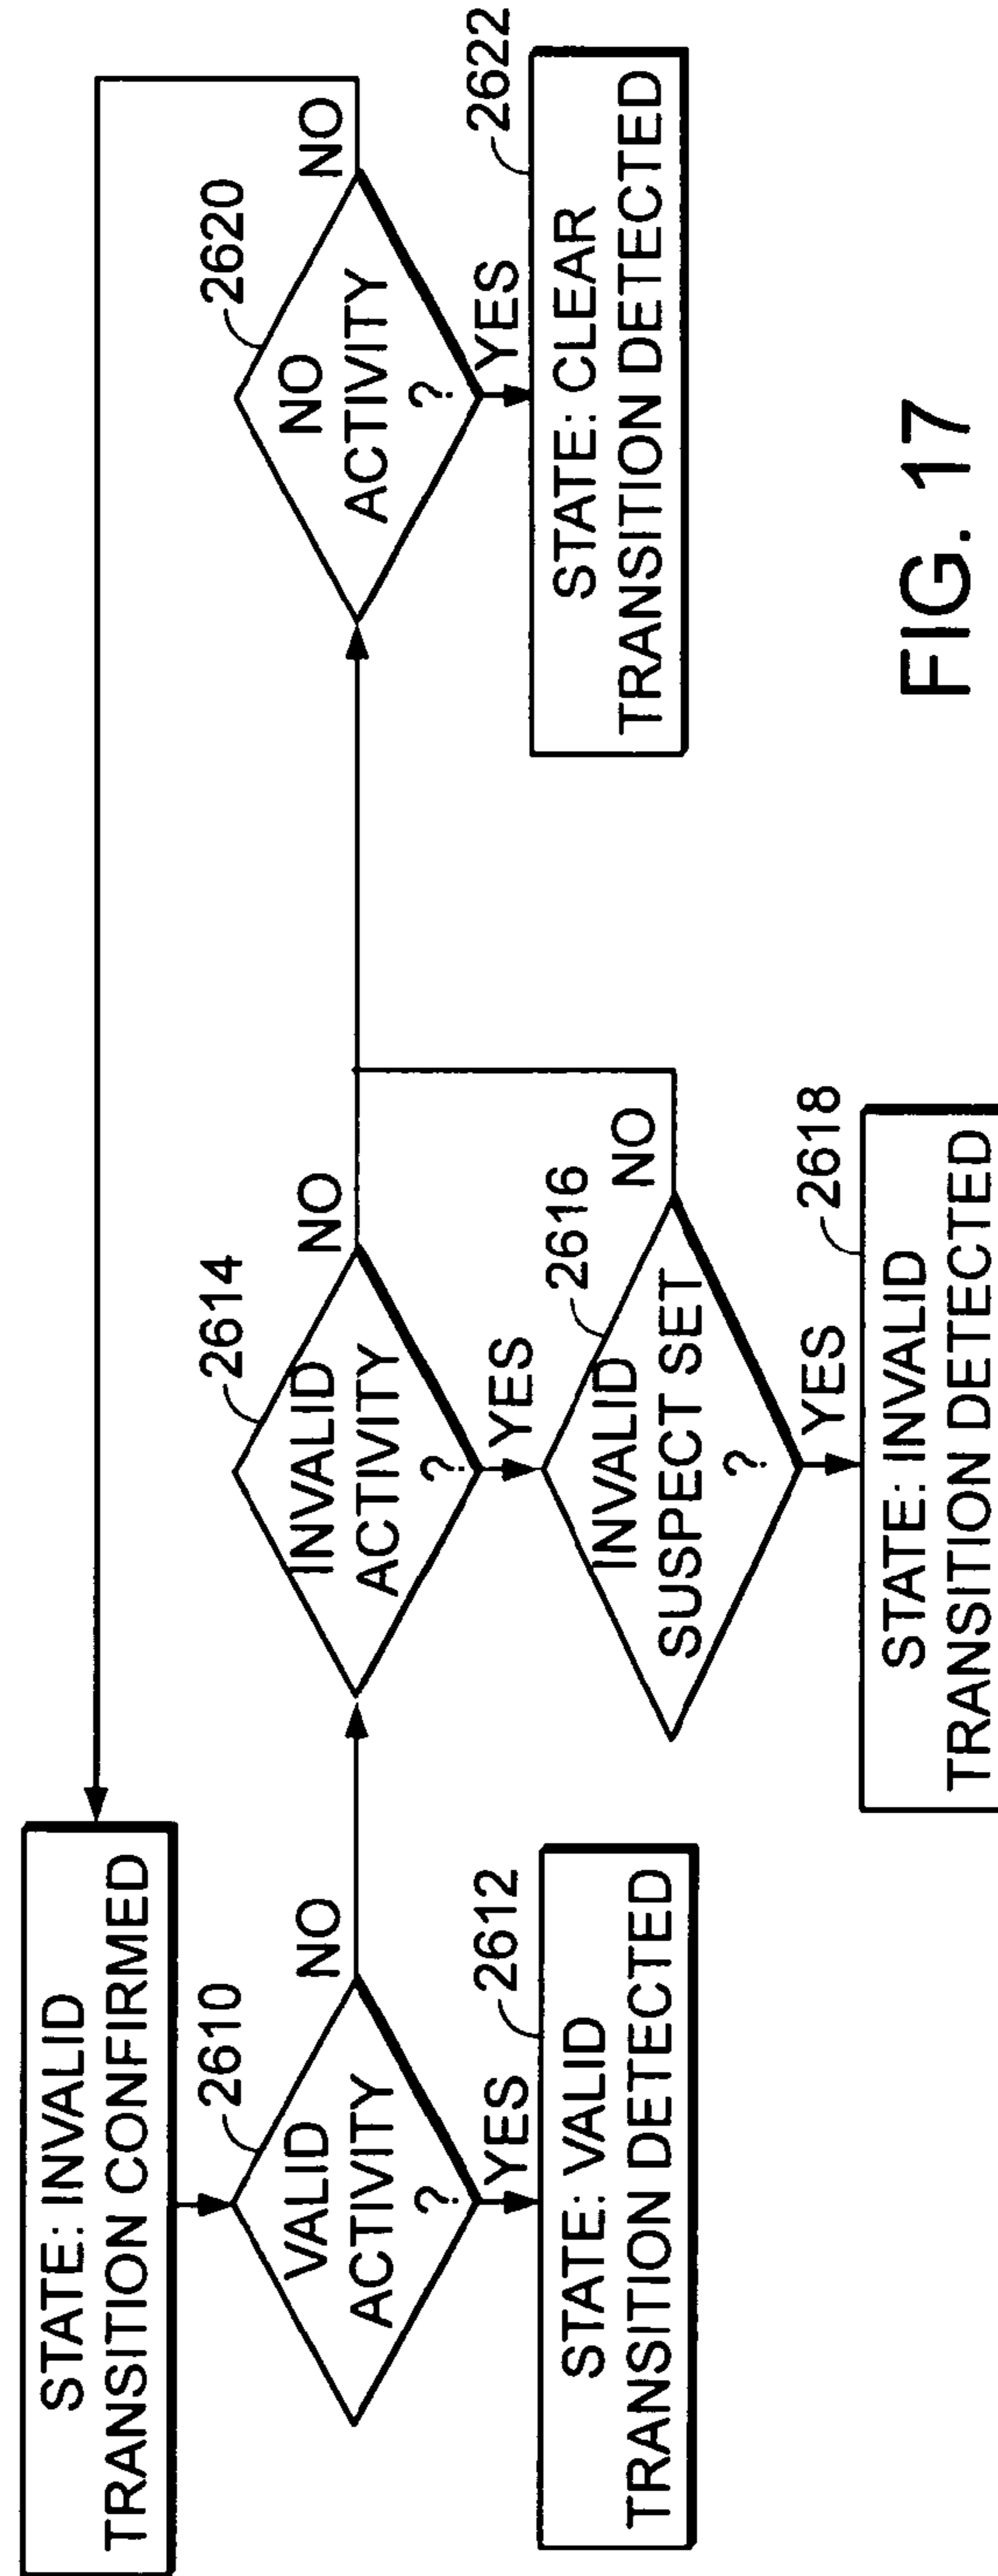 STATE: INVALID
TRANSITION CONFIRMED
2610
VALID
ACTIVITY
?
NO
YES
2612
STATE: VALID
TRANSITION DETECTED
2614
INVALID
ACTIVITY
?
NO
YES
2616
INVALID
SUSPECT SET
?
NO
YES
2618
STATE: INVALID
TRANSITION DETECTED
2620
NO
ACTIVITY
?
NO
YES
2622
STATE: CLEAR
TRANSITION DETECTED
FIG. 17